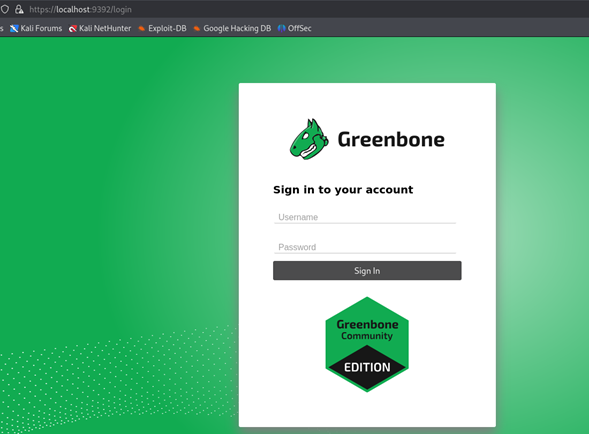 https://localhost:9392/login
s Kali Forums Kali NetHunter Exploit-DB Google Hacking DB OffSec
Greenbone
Sign in to your account
Username
Password
Sign In
Greenbone
Community
EDITION